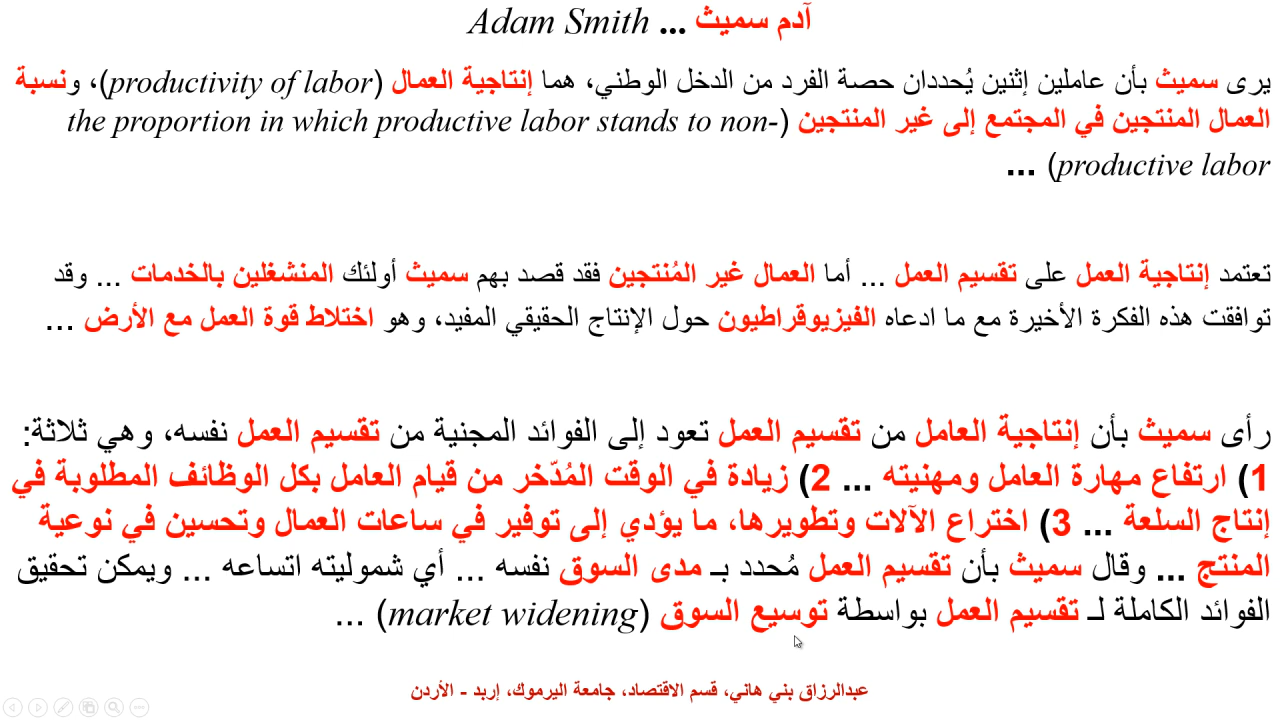 آدم سميث ... Adam Smith
يرى سميث بأن عاملين إثنين يُحددان حصة الفرد من الدخل الوطني، هما إنتاجية العمال (productivity of labor)، ونسبة
العمال المنتجين في المجتمع إلى غير المنتجين (the proportion in which productive labor stands to non-
productive labor) ...
تعتمد إنتاجية العمل على تقسيم العمل ... أما العمال غير المُنتجين فقد قصد بهم سميث أولئك المنشغلين بالخدمات ... وقد
توافقت هذه الفكرة الأخيرة مع ما ادعاه الفيزيوقراطيون حول الإنتاج الحقيقي المفيد، وهو اختلاط قوة العمل مع الأرض ...
رأى سميث بأن إنتاجية العامل من تقسيم العمل تعود إلى الفوائد المجنية من تقسيم العمل نفسه، وهي ثلاثة:
1) ارتفاع مهارة العامل ومهنيته ... 2) زيادة في الوقت المُدّخر من قيام العامل بكل الوظائف المطلوبة في
إنتاج السلعة ... 3) اختراع الآلات وتطويرها، ما يؤدي إلى توفير في ساعات العمال وتحسين في نوعية
المنتج ... وقال سميث بأن تقسيم العمل مُحدد بـ مدى السوق نفسه ... أي شموليته اتساعه ... ويمكن تحقيق
الفوائد الكاملة لـ تقسيم العمل بواسطة توسيع السوق (market widening) ...
عبدالرزاق بني هاني، قسم الاقتصاد، جامعة اليرموك، إربد - الأردن